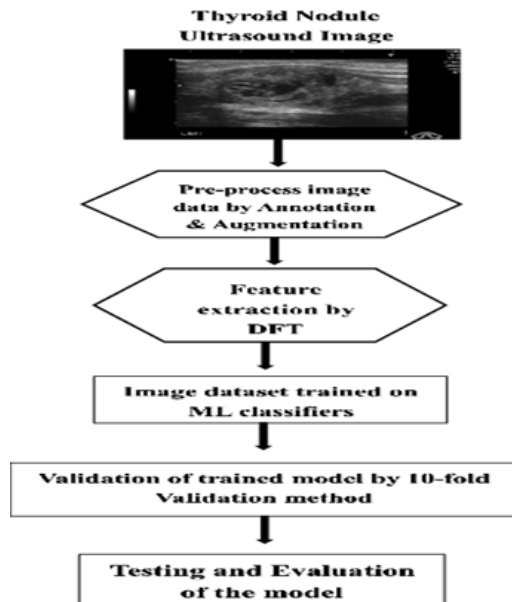 Thyroid Nodule
Ultrasound Image
Pre-process image
data by Annotation
& Augmentation
Feature
extraction by
DFT
Image dataset trained on
ML classifiers
Validation of trained model by 10-fold
Validation method
Testing and Evaluation
of the model